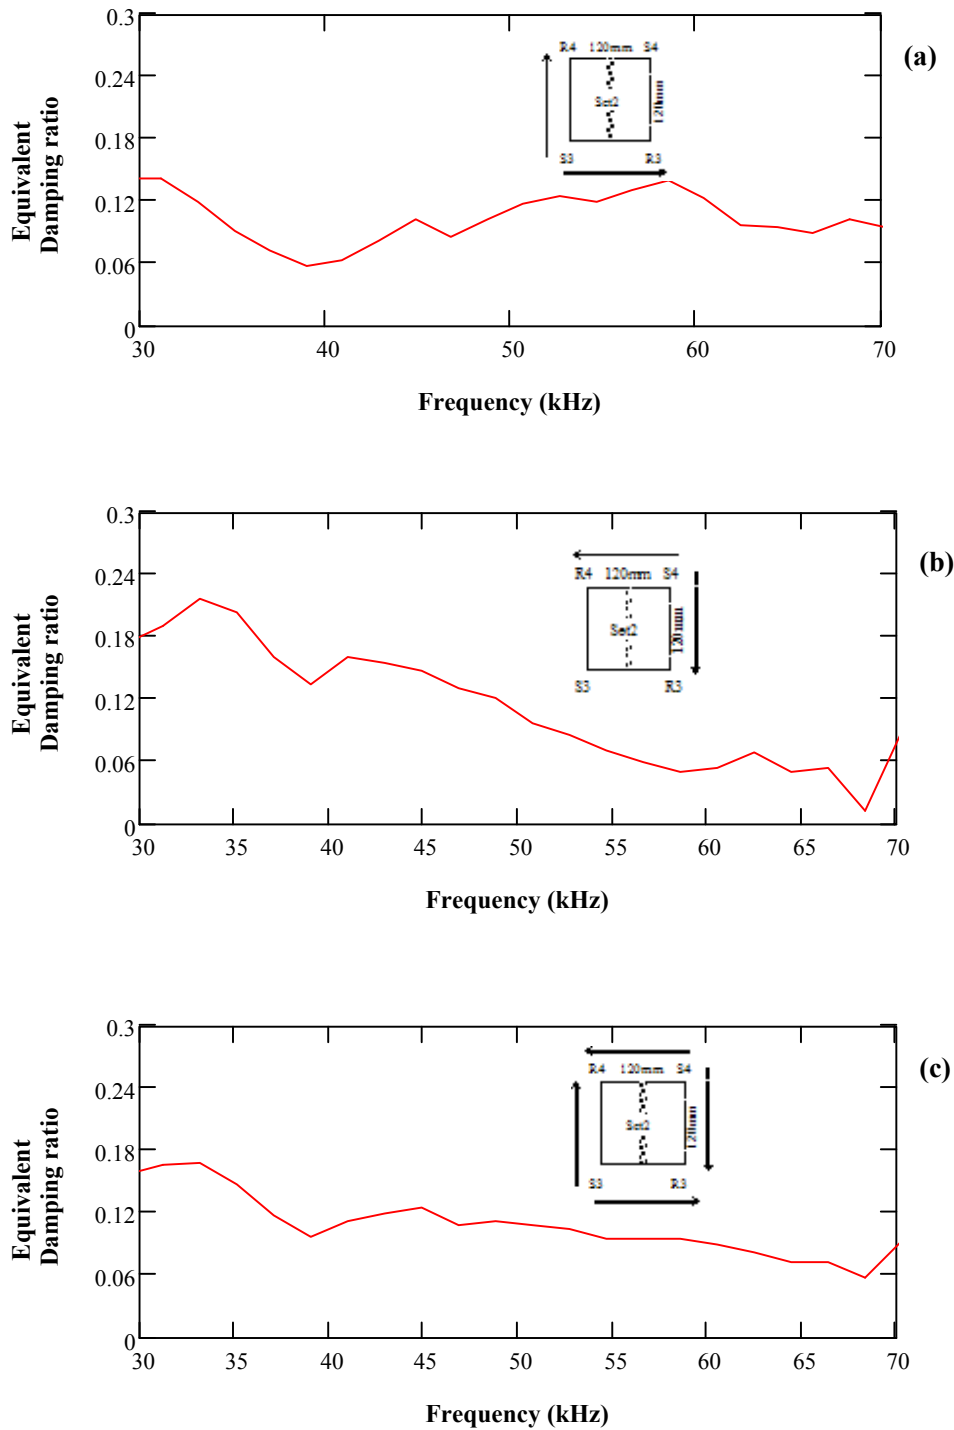 0.3
0.24
0.18
0.12
0.06
0
Equivalent
Damping ratio
R4 120mm S4
Set2
120mm
S3 R3
(a)
30 40 50 60 70
Frequency (kHz)
0.3
0.24
0.18
0.12
0.06
0
Equivalent
Damping ratio
R4 120mm S4
Set2
120mm
S3 R3
(b)
30 35 40 45 50 55 60 65 70
Frequency (kHz)
0.3
0.24
0.18
0.12
0.06
0
Equivalent
Damping ratio
R4 120mm S4
Set2
120mm
S3 R3
(c)
30 35 40 45 50 55 60 65 70
Frequency (kHz)